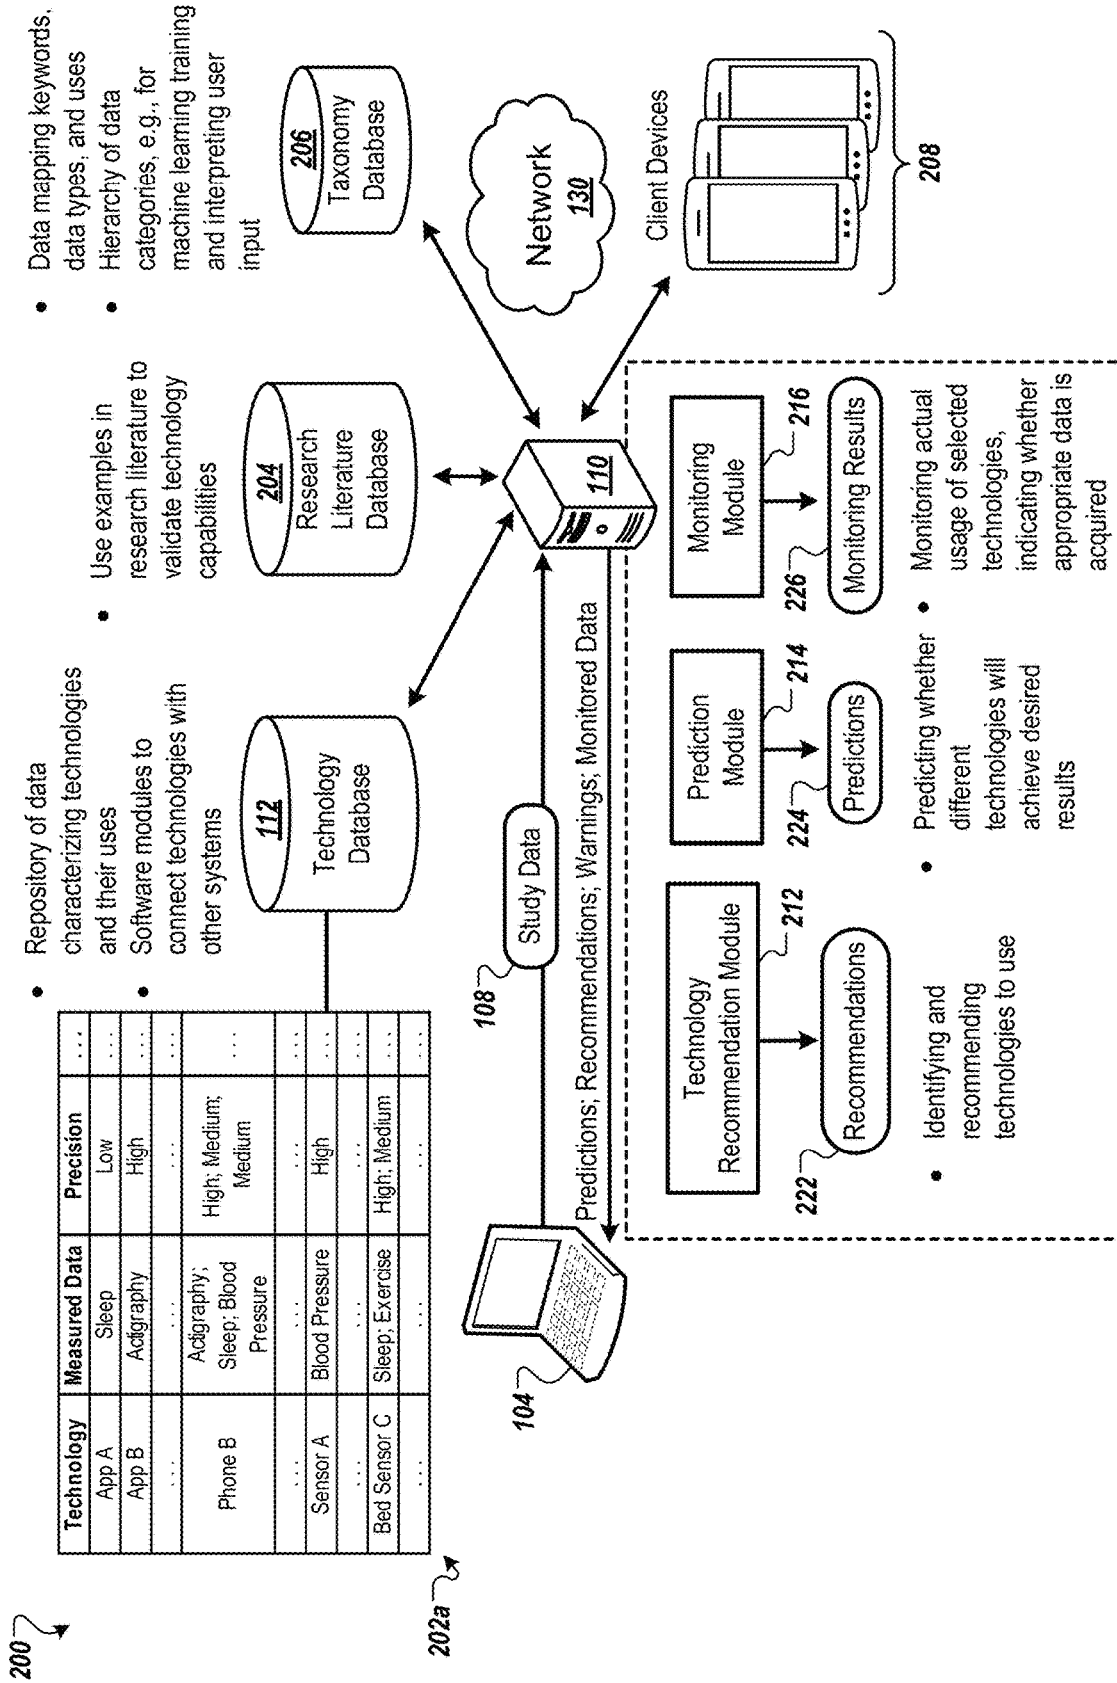 200
Technology Measured Data Precision ...
App A Sleep Low ...
App B Actigraphy High ...
... ... ... ...
Phone B Actigraphy; Sleep; Blood Pressure High; Medium; Medium ...
... ... ... ...
Sensor A Blood Pressure High ...
... ... ... ...
Bed Sensor C Sleep; Exercise High; Medium ...
... ... ... ...
202a
• Repository of data
characterizing technologies
and their uses
• Software modules to
connect technologies with
other systems
112
Technology
Database
• Use examples in
research literature to
validate technology
capabilities
204
Research
Literature
Database
• Data mapping keywords,
data types, and uses
• Hierarchy of data
categories, e.g., for
machine learning training
and interpreting user
input
206
Taxonomy
Database
Network
130
104
108
Study Data
Predictions; Recommendations; Warnings; Monitored Data
110
Client Devices
208
Technology
Recommendation Module
212
222
Recommendations
• Identifying and
recommending
technologies to use
Prediction
Module
214
224
Predictions
• Predicting whether
different
technologies will
achieve desired
results
Monitoring
Module
216
226
Monitoring Results
• Monitoring actual
usage of selected
technologies,
indicating whether
appropriate data is
acquired